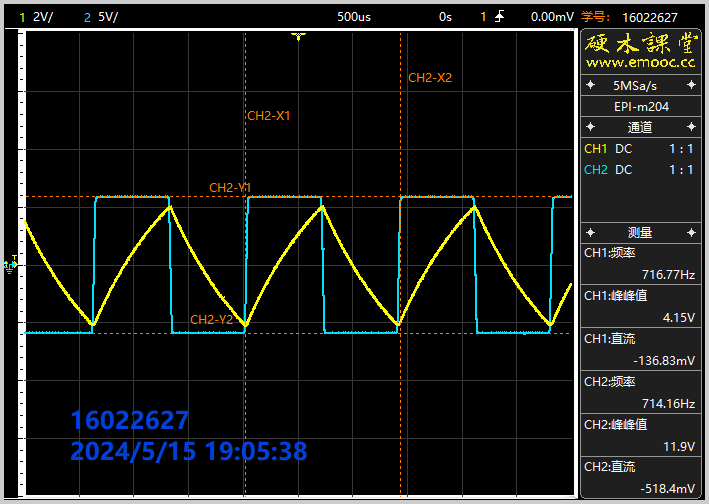 1 2V/ 2 5V/ 500us 0s 1 0.00mV 学号: 16022627
硬木課堂
www.emooc.cc
5MSa/s
EPI-m204
通道
CH1 DC 1 : 1
CH2 DC 1 : 1
测量
CH1:频率
716.77Hz
CH1:峰峰值
4.15V
CH1:直流
-136.83mV
CH2:频率
714.16Hz
CH2:峰峰值
11.9V
CH2:直流
-518.4mV
CH2-X2
CH2-X1
CH2-Y1
T
CH2-Y2
16022627
2024/5/15 19:05:38